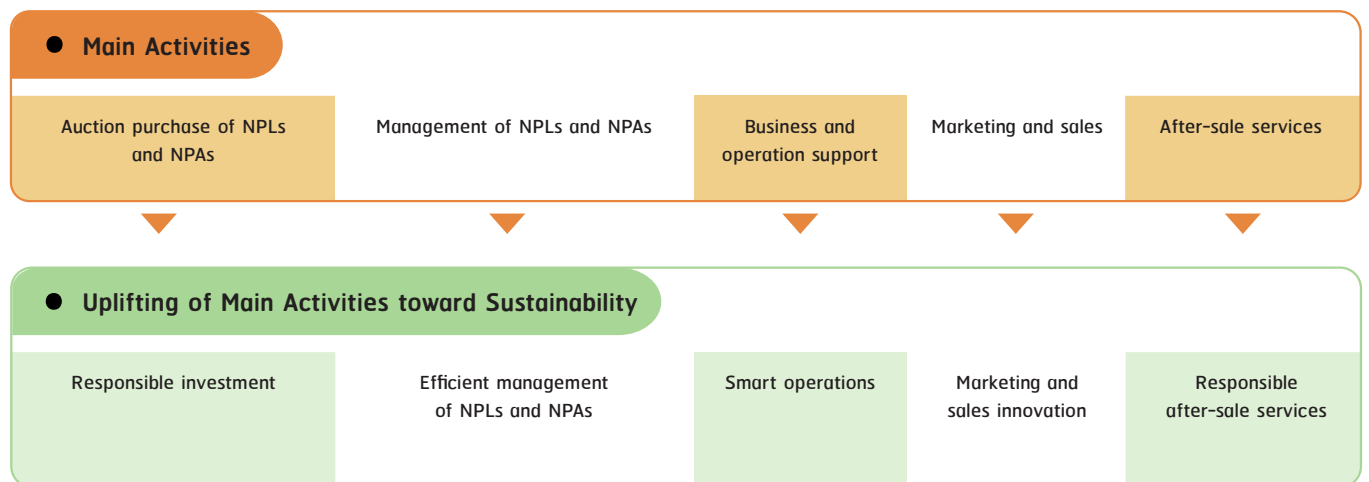 Main Activities
Auction purchase of NPLs
and NPAs
Management of NPLs and NPAs
Business and
operation support
Marketing and sales
After-sale services
Uplifting of Main Activities toward Sustainability
Responsible investment
Efficient management
of NPLs and NPAs
Smart operations
Marketing and
sales innovation
Responsible
after-sale services